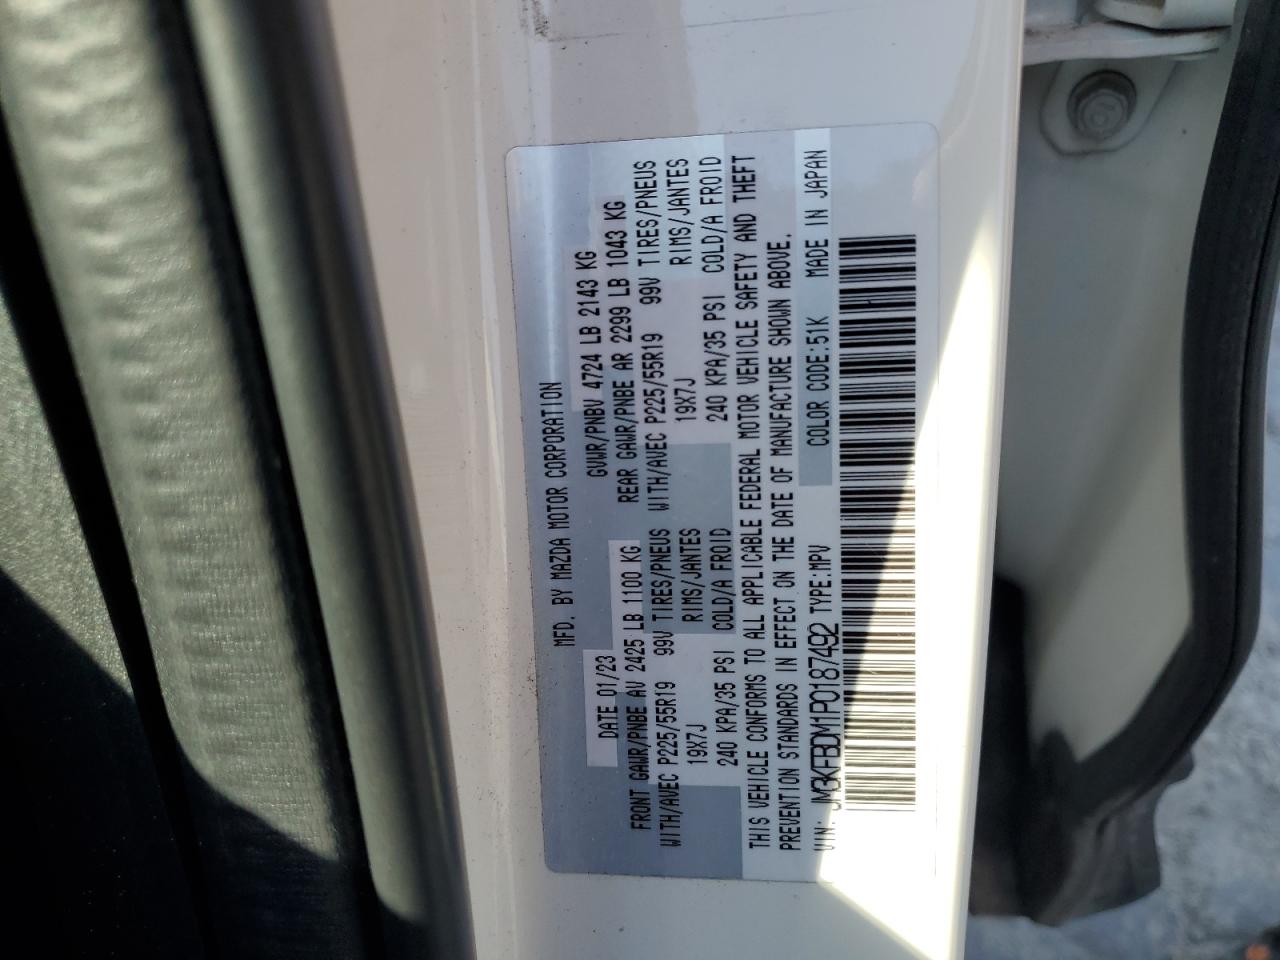 MFD. BY MAZDA MOTOR CORPORATION
DATE 01/23 GVWR/PNBV 4724 LB 2143 KG
FRONT GAWR/PNBE AV 2425 LB 1100 KG REAR GAWR/PNBE AR 2299 LB 1043 KG
WITH/AVEC P225/55R19 99V TIRES/PNEUS WITH/AVEC P225/55R19 99V TIRES/PNEUS
19X7J RIMS/JANTES 19X7J RIMS/JANTES
240 KPA/35 PSI COLD/A FROID 240 KPA/35 PSI COLD/A FROID
THIS VEHICLE CONFORMS TO ALL APPLICABLE FEDERAL MOTOR VEHICLE SAFETY AND THEFT
PREVENTION STANDARDS IN EFFECT ON THE DATE OF MANUFACTURE SHOWN ABOVE.
VIN: JM3KFBDM1P0187492 TYPE:MPV COLOR CODE:51K MADE IN JAPAN